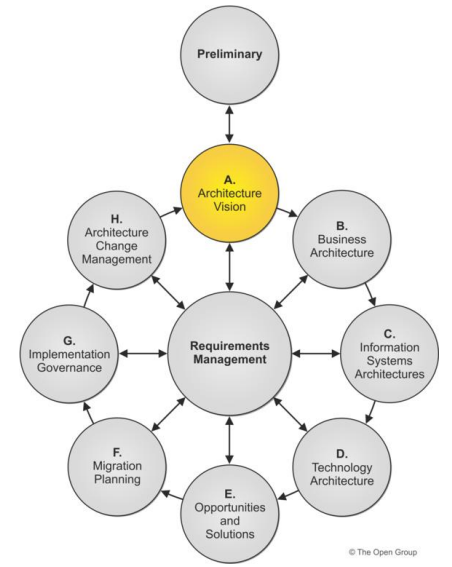 Preliminary
A.
Architecture
Vision
H.
Architecture
Change
Management
B.
Business
Architecture
G.
Implementation
Governance
Requirements
Management
C.
Information
Systems
Architectures
F.
Migration
Planning
D.
Technology
Architecture
E.
Opportunities
and
Solutions
© The Open Group